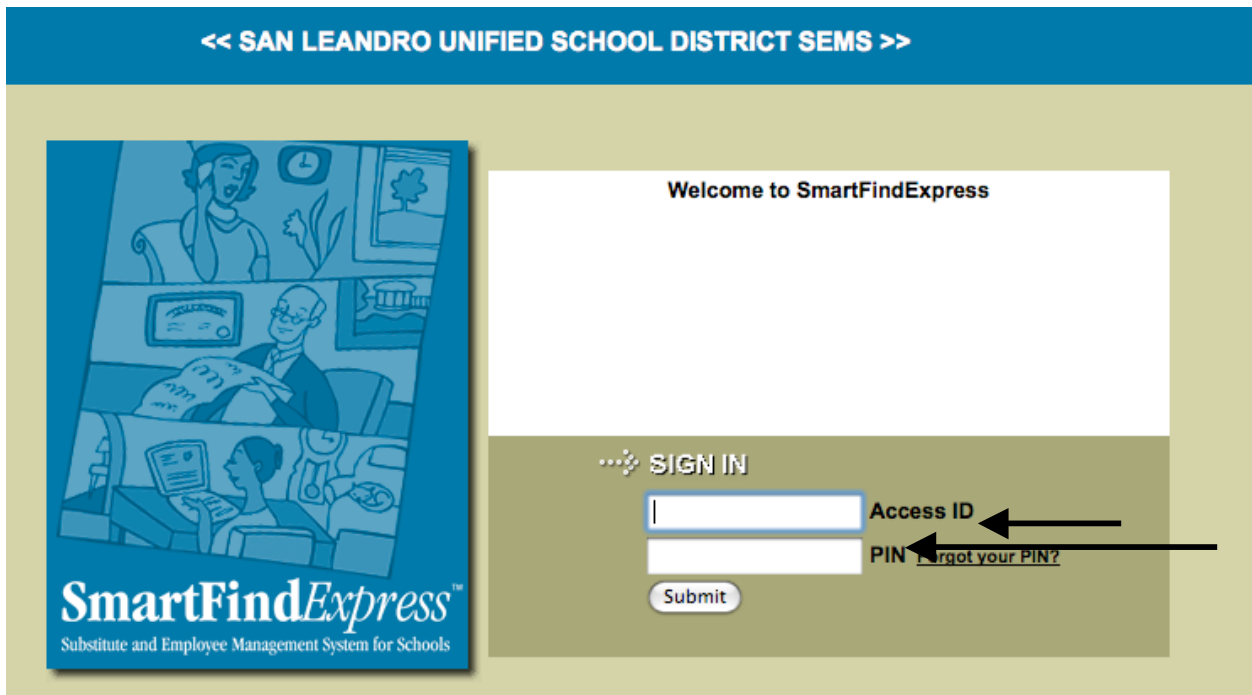 << SAN LEANDRO UNIFIED SCHOOL DISTRICT SEMS >>
Welcome to SmartFindExpress
SIGN IN
Access ID
PIN Forgot your PIN?
Submit
SmartFindExpress™
Substitute and Employee Management System for Schools